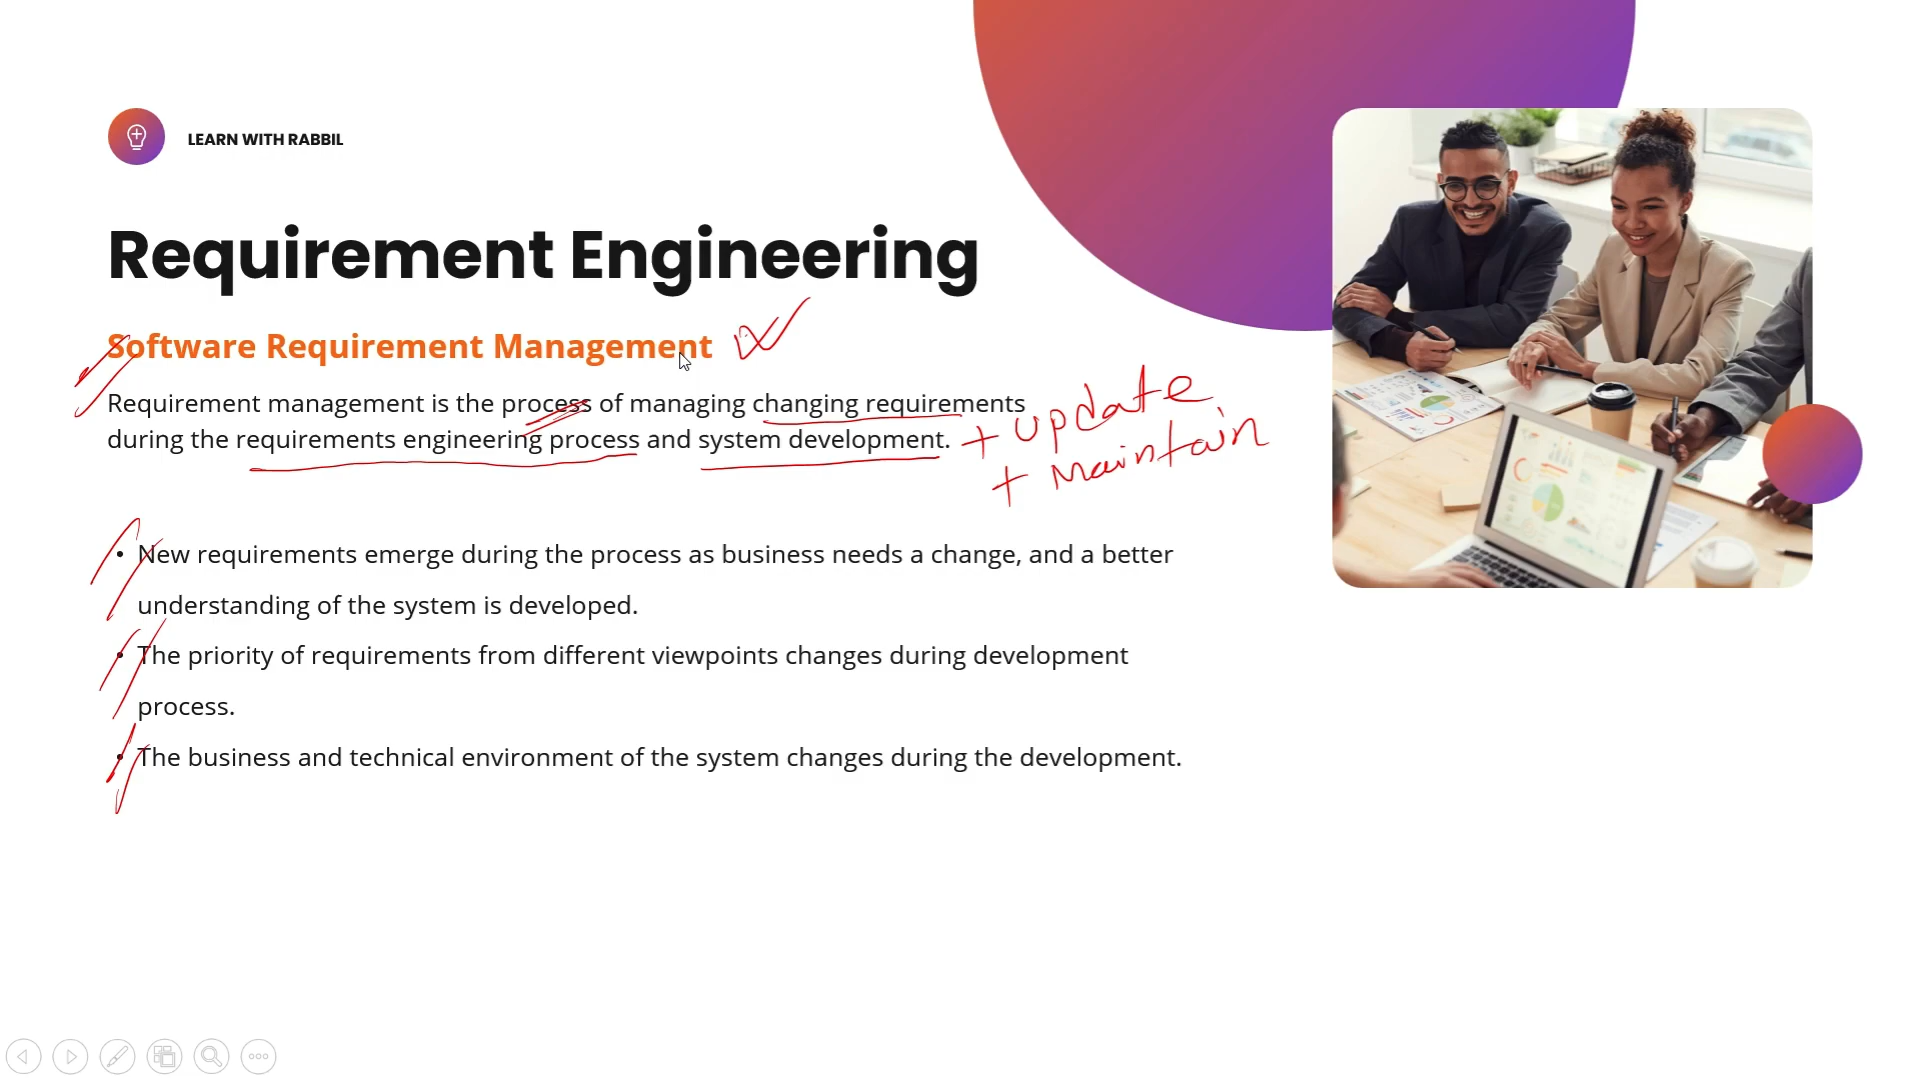 LEARN WITH RABBIL
Requirement Engineering
Software Requirement Management
Requirement management is the process of managing changing requirements
during the requirements engineering process and system development.
+ update
+ Maintain
• New requirements emerge during the process as business needs a change, and a better
understanding of the system is developed.
• The priority of requirements from different viewpoints changes during development
process.
• The business and technical environment of the system changes during the development.